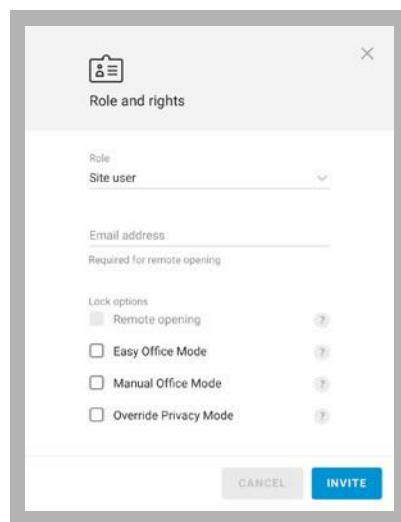 Role and rights
Role
Site user
Email address
Required for remote opening
Lock options
Remote opening
?
Easy Office Mode
?
Manual Office Mode
?
Override Privacy Mode
?
CANCEL
INVITE